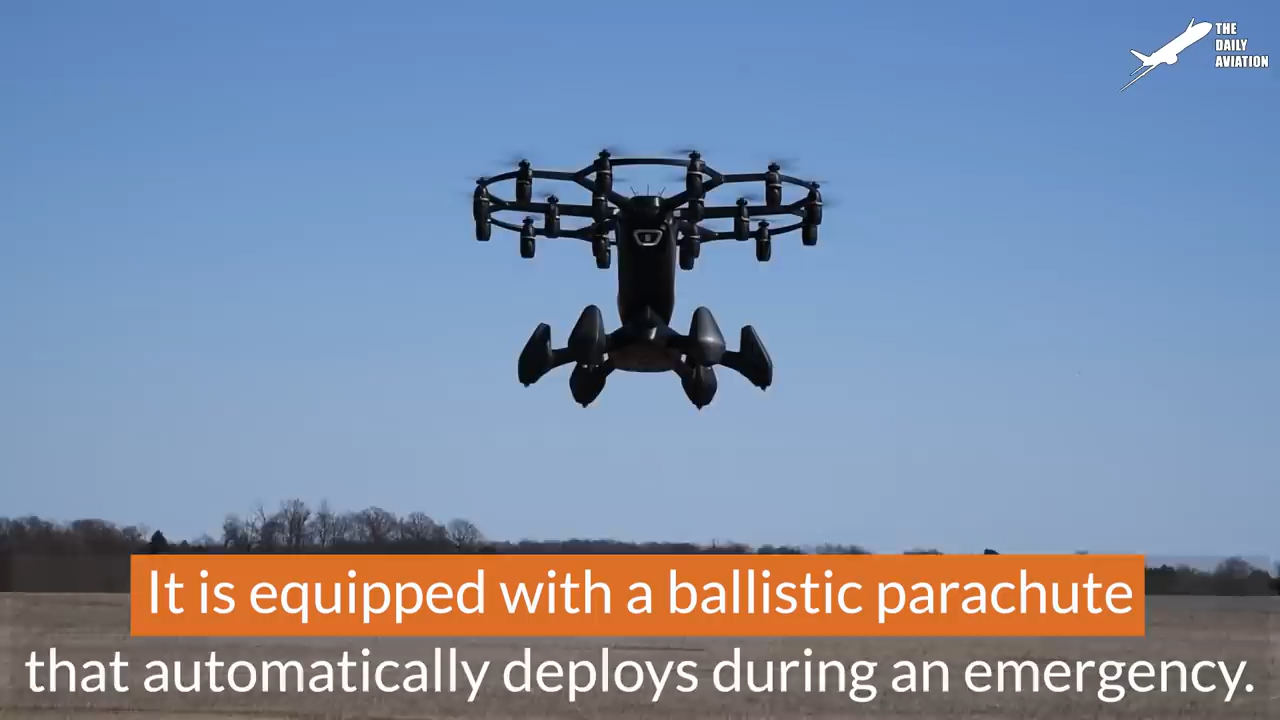 THE
DAILY
AVIATION
It is equipped with a ballistic parachute
that automatically deploys during an emergency.